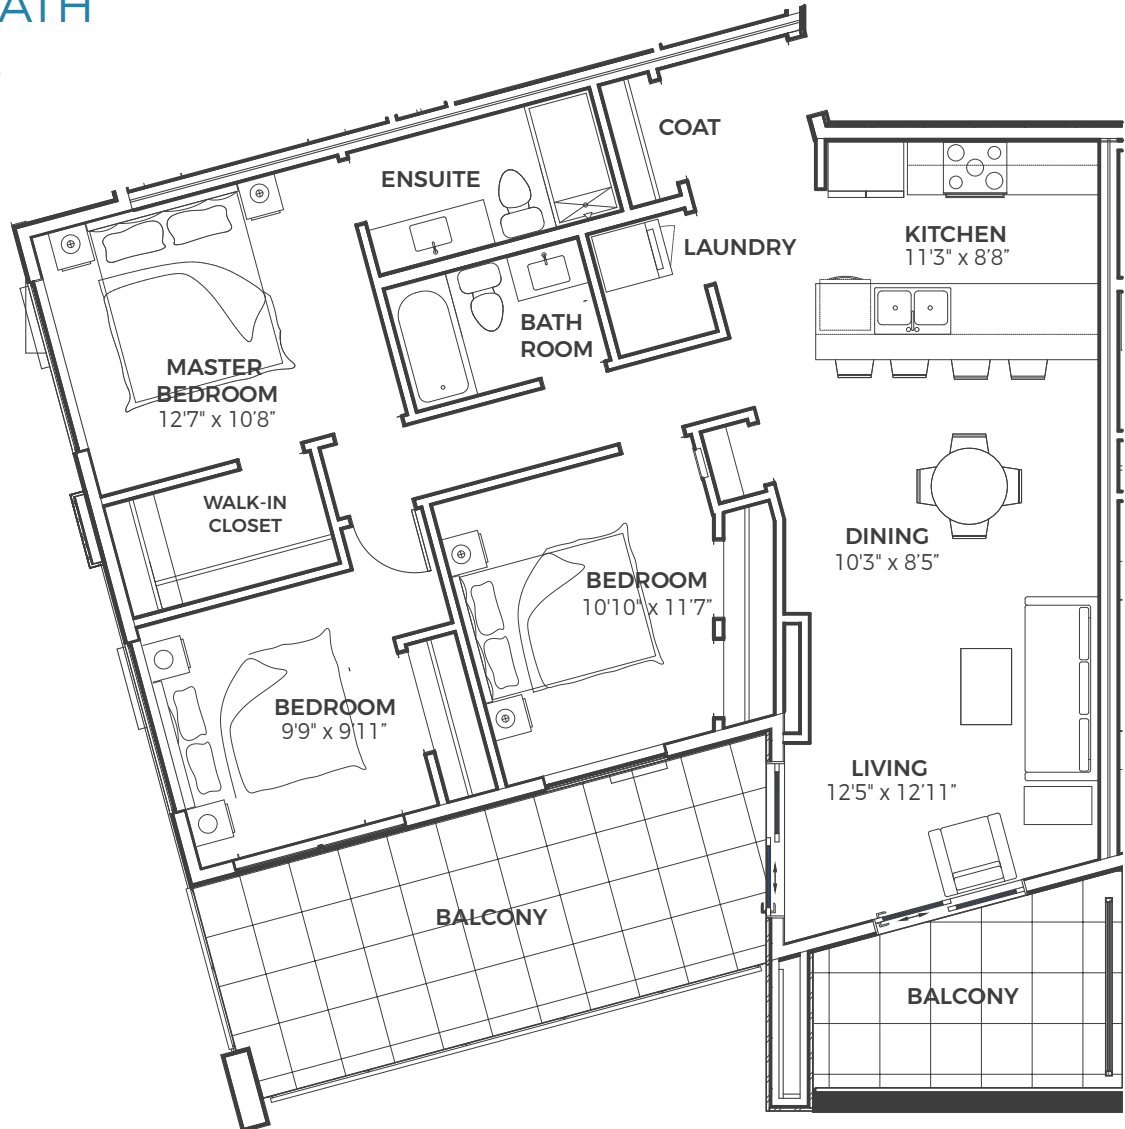 ATH
COAT
ENSUITE
KITCHEN
11'3" x 8'8”
LAUNDRY
BATH
ROOM
MASTER
BEDROOM
12'7" x 10'8”
WALK-IN
CLOSET
DINING
10'3" x 8'5”
BEDROOM
10'10" x 11'7”
BEDROOM
9'9" x 9'11”
LIVING
12'5" x 12'11”
BALCONY
BALCONY